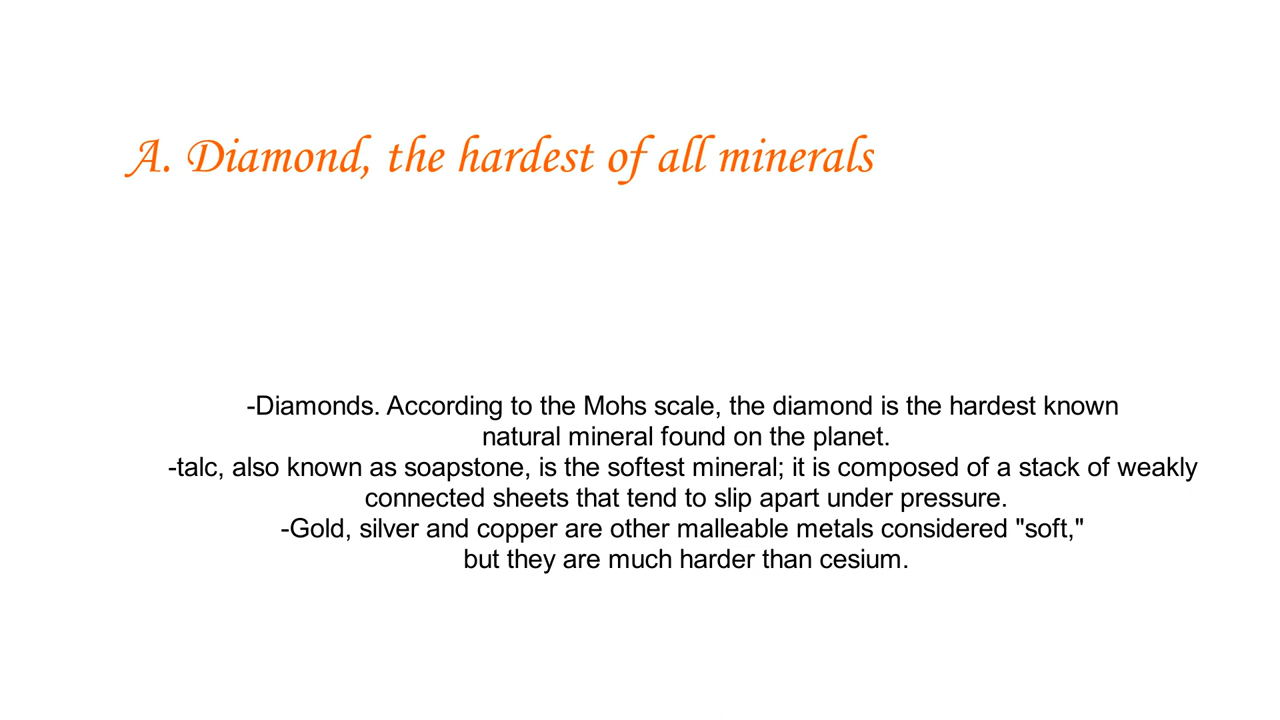 A. Diamond, the hardest of all minerals
-Diamonds. According to the Mohs scale, the diamond is the hardest known
natural mineral found on the planet.
-talc, also known as soapstone, is the softest mineral; it is composed of a stack of weakly
connected sheets that tend to slip apart under pressure.
-Gold, silver and copper are other malleable metals considered "soft,"
but they are much harder than cesium.